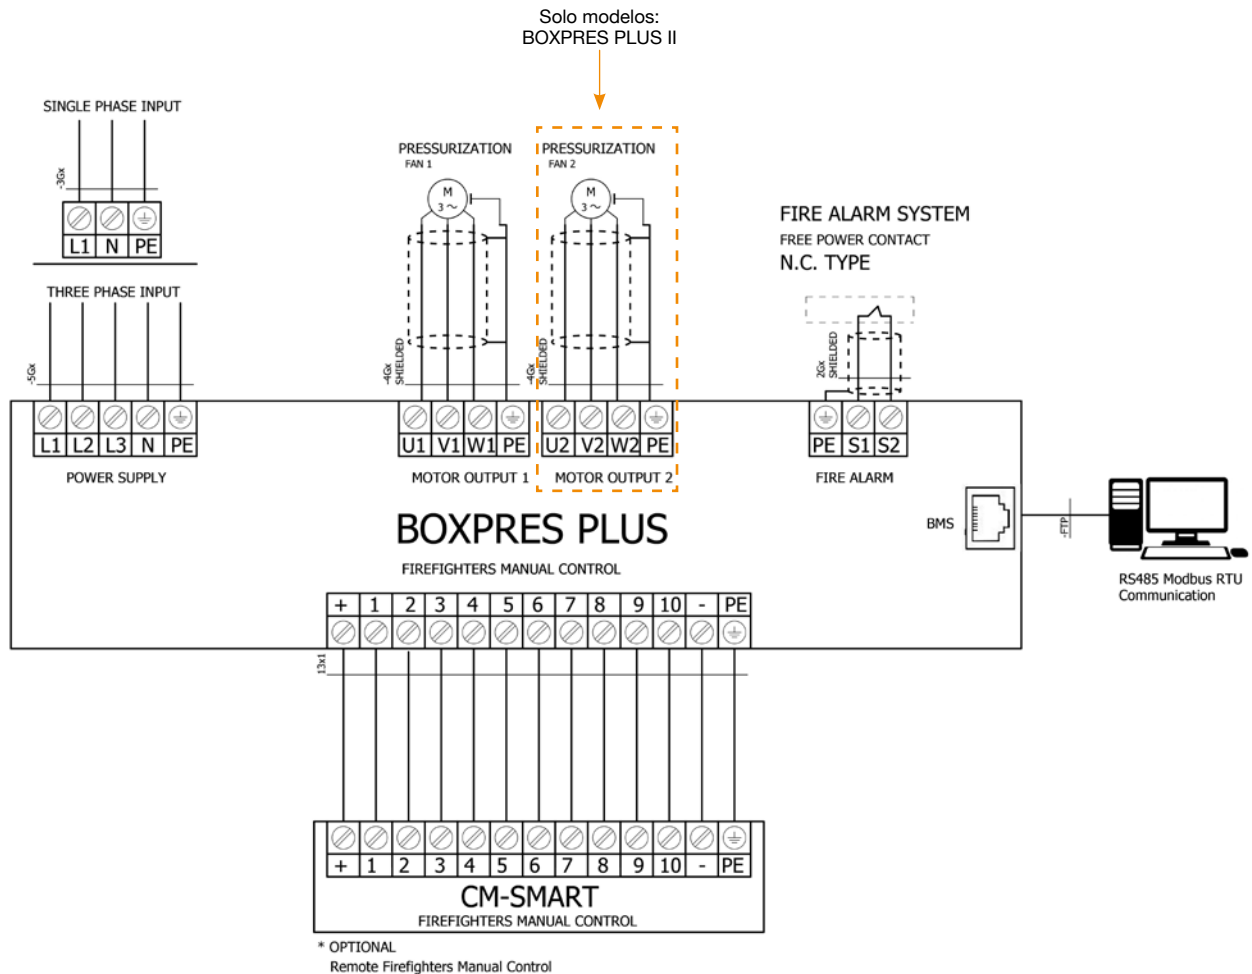 Solo modelos:
BOXPRES PLUS II
SINGLE PHASE INPUT
-3Gx
L1 N PE
THREE PHASE INPUT
-5Gx
L1 L2 L3 N PE
POWER SUPPLY
PRESSURIZATION
FAN 1
M
3~
-4Gx
SHIELDED
U1 V1 W1 PE
MOTOR OUTPUT 1
PRESSURIZATION
FAN 2
M
3~
-4Gx
SHIELDED
U2 V2 W2 PE
MOTOR OUTPUT 2
FIRE ALARM SYSTEM
FREE POWER CONTACT
N.C. TYPE
2Gx
SHIELDED
PE S1 S2
FIRE ALARM
BOXPRES PLUS
BMS
-FTP
RS485 Modbus RTU
Communication
FIREFIGHTERS MANUAL CONTROL
+ 1 2 3 4 5 6 7 8 9 10 - PE
13x1
+ 1 2 3 4 5 6 7 8 9 10 - PE
CM-SMART
FIREFIGHTERS MANUAL CONTROL
* OPTIONAL
Remote Firefighters Manual Control